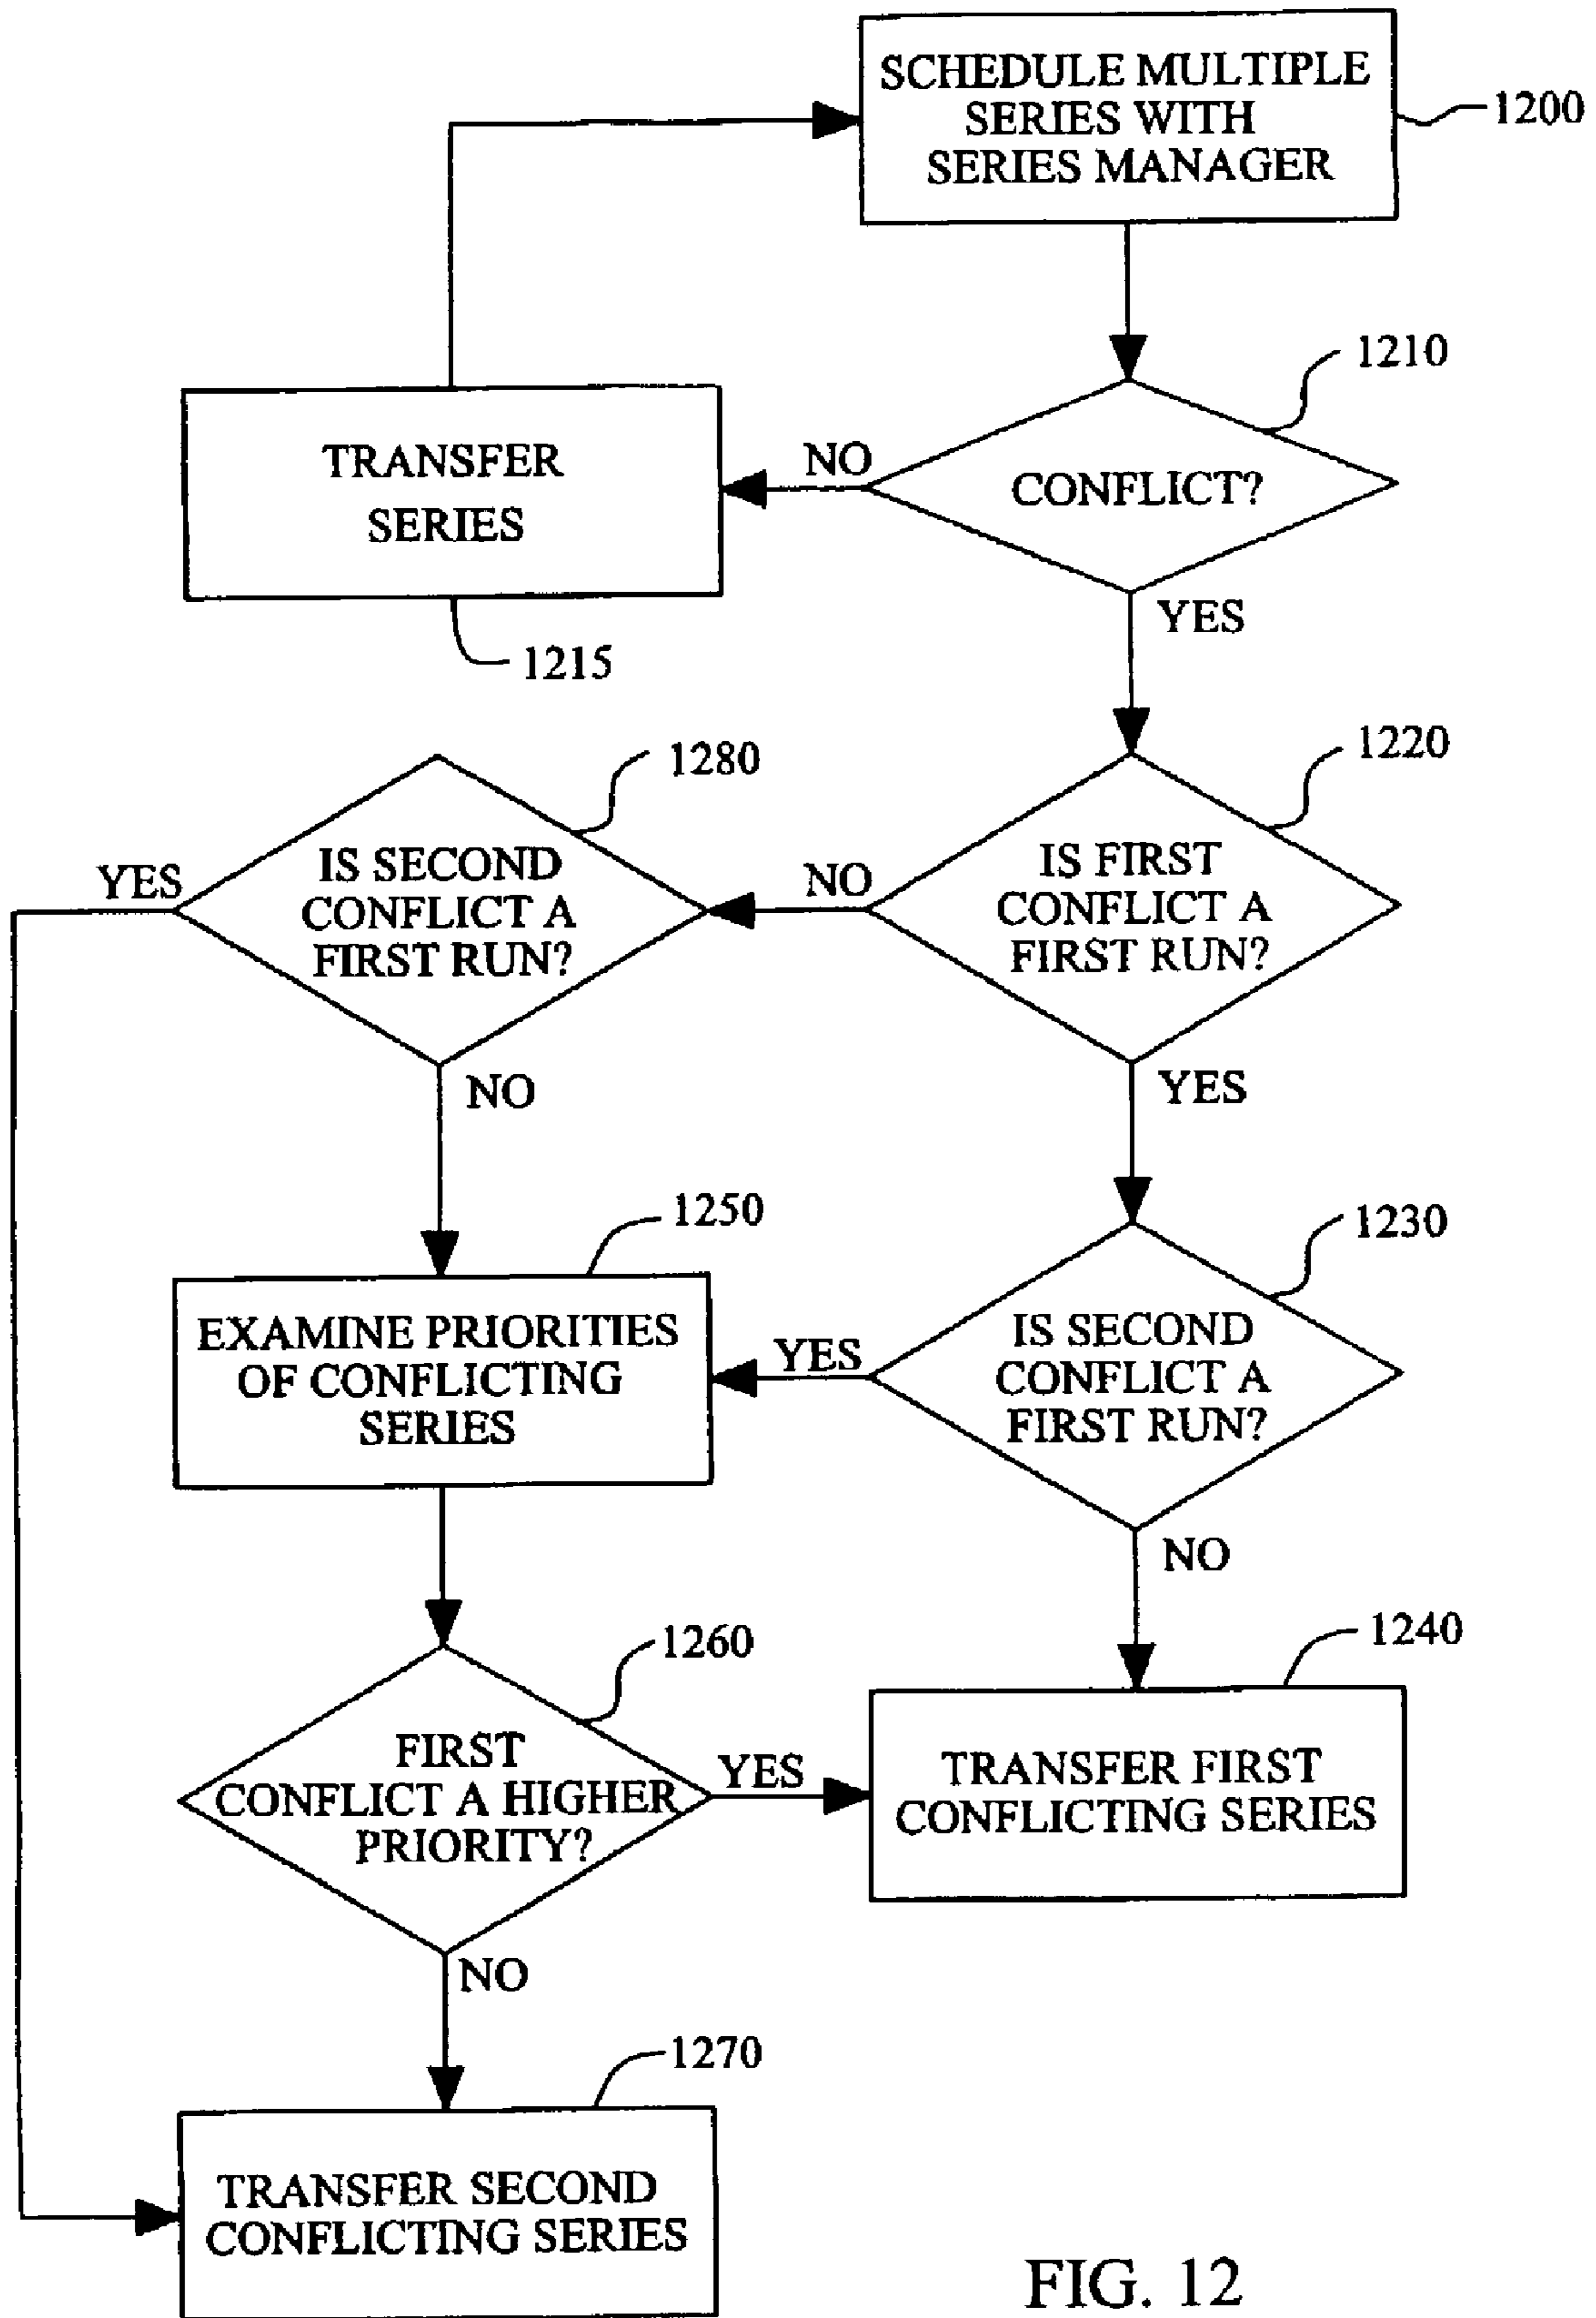 SCHEDULE MULTIPLE
SERIES WITH
SERIES MANAGER
1200
1210
CONFLICT?
NO
YES
TRANSFER
SERIES
1215
1220
IS FIRST
CONFLICT A
FIRST RUN?
NO
YES
1280
IS SECOND
CONFLICT A
FIRST RUN?
YES
NO
1230
IS SECOND
CONFLICT A
FIRST RUN?
YES
NO
1250
EXAMINE PRIORITIES
OF CONFLICTING
SERIES
1260
FIRST
CONFLICT A HIGHER
PRIORITY?
YES
NO
1240
TRANSFER FIRST
CONFLICTING SERIES
1270
TRANSFER SECOND
CONFLICTING SERIES
FIG. 12